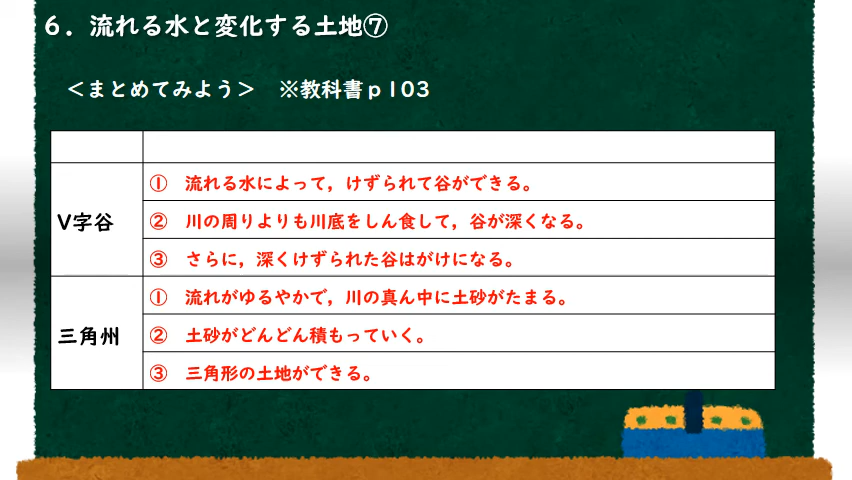 6．流れる水と変化する土地⑦
＜まとめてみよう＞　※教科書p103
V字谷
①　流れる水によって，けずられて谷ができる。
②　川の周りよりも川底をしん食して，谷が深くなる。
③　さらに，深くけずられた谷はがけになる。
三角州
①　流れがゆるやかで，川の真ん中に土砂がたまる。
②　土砂がどんどん積もっていく。
③　三角形の土地ができる。